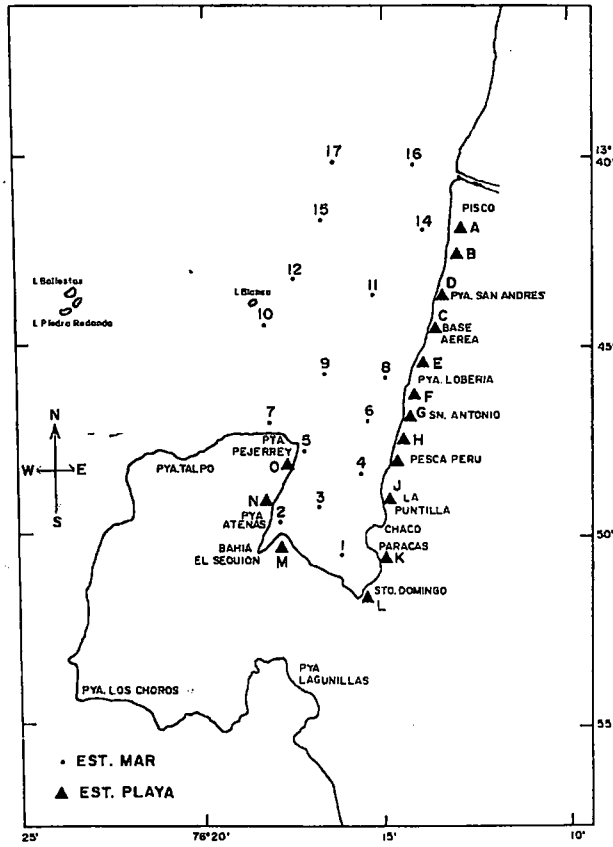 17
16
13°
40'
PISCO
15
14
A
B
12
I. Ballestas
I. Blanca
11
D
PYA. SAN ANDRES
10
C
I. Piedra Redonda
BASE
AEREA
45'
9
8
E
PYA. LOBERIA
F
N
7
6
G
SN. ANTONIO
W
E
S
PTA.
PEJERREY
5
H
PYA. TALPO
O
4
PESCA PERU
N
3
J
LA
PUNTILLA
PYA
ATENAS
2
CHACO
50'
BAHIA
EL SEQUION
M
1
PARACAS
K
STO. DOMINGO
L
PYA
LAGUNILLAS
PYA. LOS CHOROS
55'
• EST. MAR
▲ EST. PLAYA
25'
76°20'
15'
10'